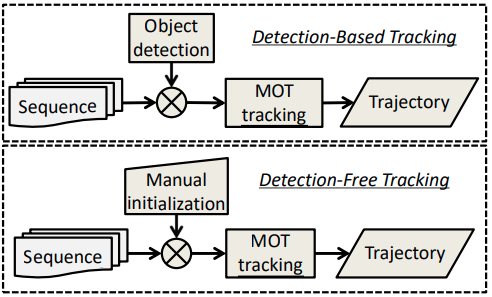 Object
detection
Detection-Based Tracking
Sequence
MOT
tracking
Trajectory
Manual
initialization
Detection-Free Tracking
Sequence
MOT
tracking
Trajectory